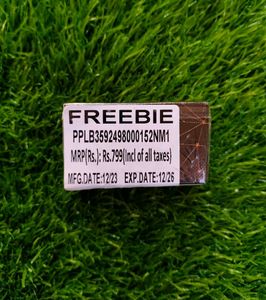 FREEBIE
PPLB3592498000152NM1
MRP(Rs.): Rs.799(Incl of all taxes)
MFG.DATE:12/23 EXP.DATE:12/26